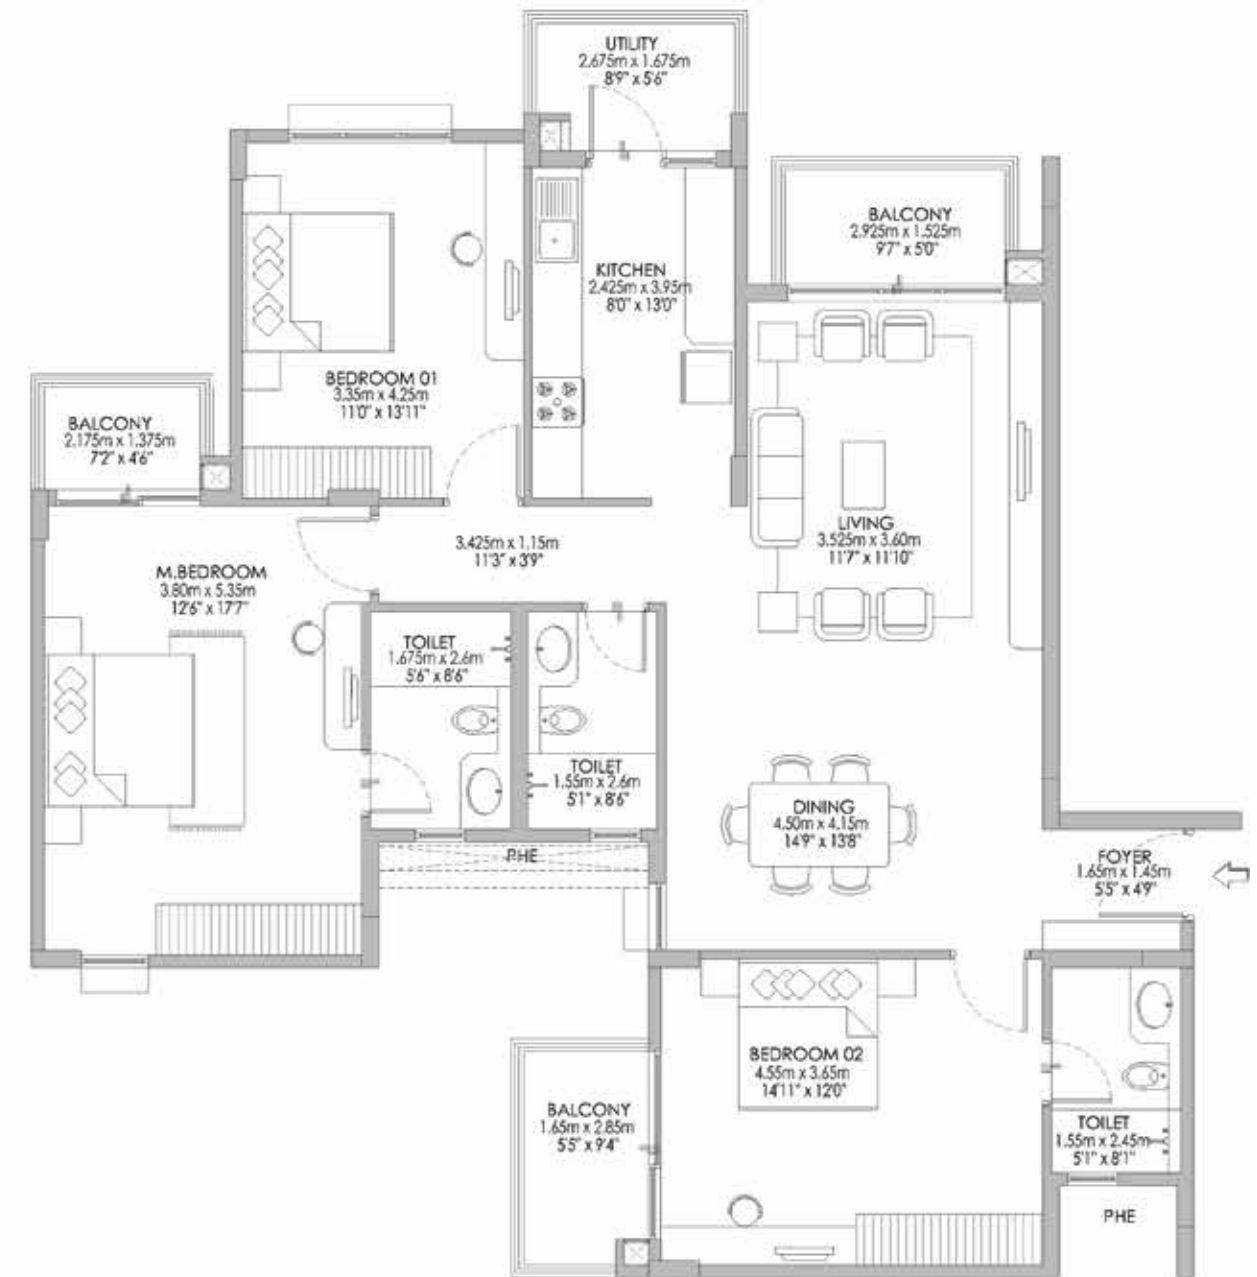 UTILITY
2.675m x 1.675m
8'9" x 5'6"
BALCONY
2.925m x 1.525m
9'7" x 5'0"
KITCHEN
2.425m x 3.95m
8'0" x 13'0"
BEDROOM 01
3.35m x 4.25m
11'0" x 13'11"
BALCONY
2.175m x 1.375m
7'2" x 4'6"
LIVING
3.525m x 3.60m
11'7" x 11'10"
3.425m x 1.15m
11'3" x 3'9"
M.BEDROOM
3.80m x 5.35m
12'6" x 17'7"
TOILET
1.675m x 2.6m
5'6" x 8'6"
TOILET
1.55m x 2.6m
5'1" x 8'6"
DINING
4.50m x 4.15m
14'9" x 13'8"
PHE
FOYER
1.65m x 1.45m
5'5" x 4'9"
BEDROOM 02
4.55m x 3.65m
14'11" x 12'0"
BALCONY
1.65m x 2.85m
5'5" x 9'4"
TOILET
1.55m x 2.45m
5'1" x 8'1"
PHE